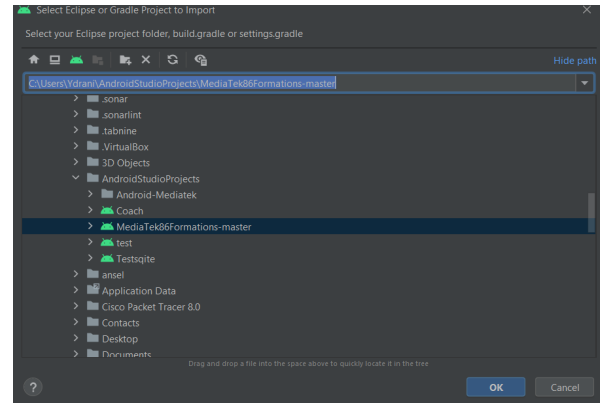 Select Eclipse or Gradle Project to Import
Select your Eclipse project folder, build.gradle or settings.gradle
Hide path
C:\Users\Ydrani\AndroidStudioProjects\MediaTek86Formations-master
.sonar
.sonarlint
.tabnine
.VirtualBox
3D Objects
AndroidStudioProjects
Android-Mediatek
Coach
MediaTek86Formations-master
test
Testsqite
ansel
Application Data
Cisco Packet Tracer 8.0
Contacts
Desktop
Documents
Drag and drop a file into the space above to quickly locate it in the tree
?
OK
Cancel